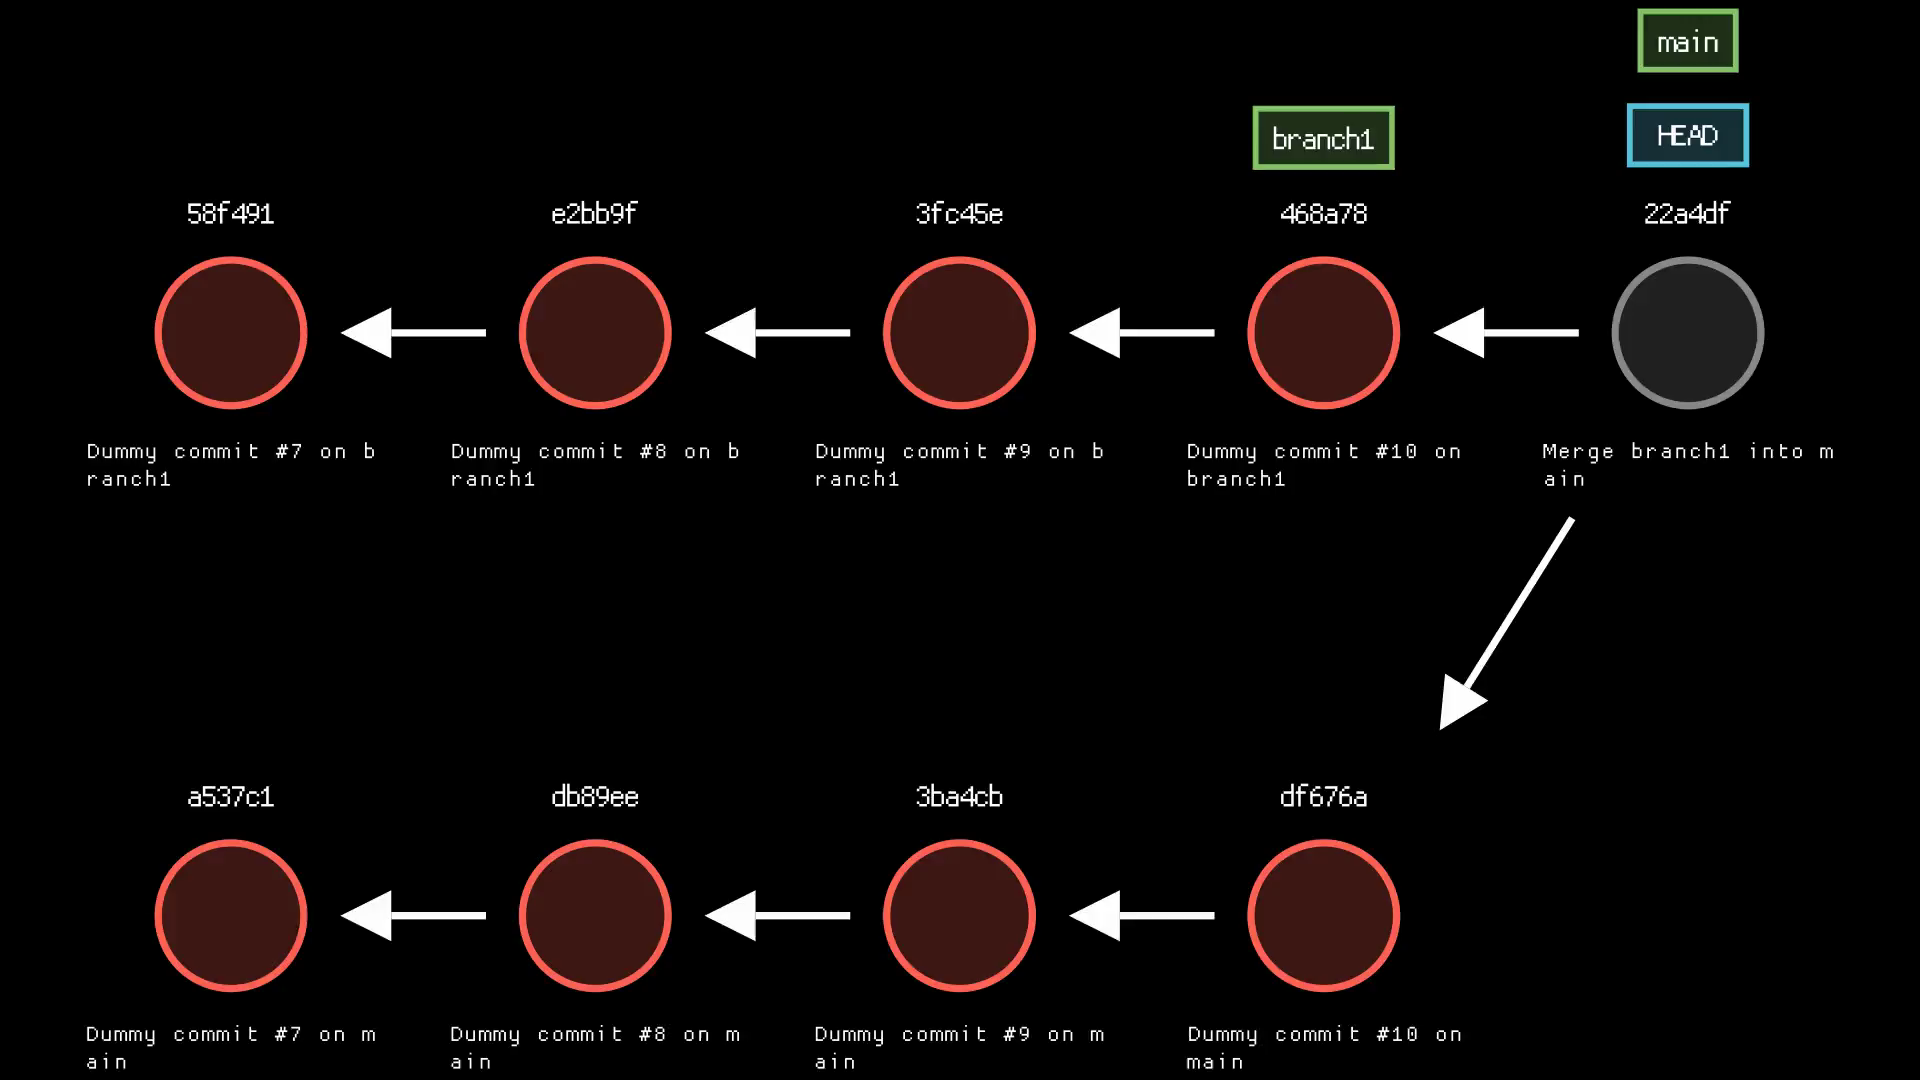 main
branch1
HEAD
58f491
e2bb9f
3fc45e
468a78
22a4df
Dummy commit #7 on b
ranch1
Dummy commit #8 on b
ranch1
Dummy commit #9 on b
ranch1
Dummy commit #10 on
branch1
Merge branch1 into m
ain
a537c1
db89ee
3ba4cb
df676a
Dummy commit #7 on m
ain
Dummy commit #8 on m
ain
Dummy commit #9 on m
ain
Dummy commit #10 on
main